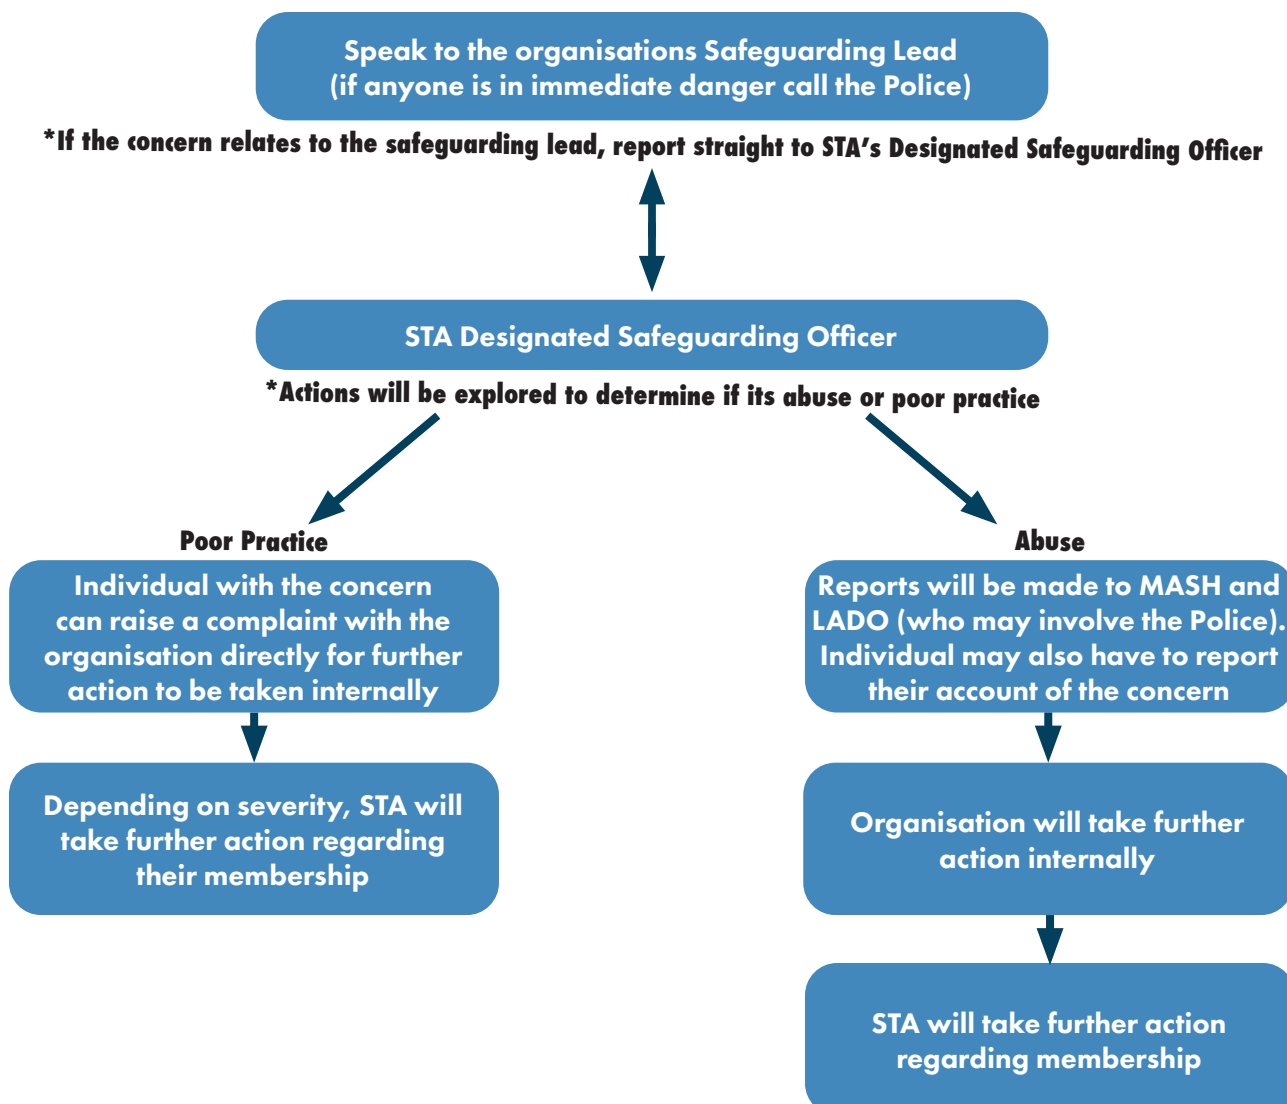 Speak to the organisations Safeguarding Lead
(if anyone is in immediate danger call the Police)
*If the concern relates to the safeguarding lead, report straight to STA's Designated Safeguarding Officer
STA Designated Safeguarding Officer
*Actions will be explored to determine if its abuse or poor practice
Poor Practice
Individual with the concern
can raise a complaint with the
organisation directly for further
action to be taken internally
Depending on severity, STA will
take further action regarding
their membership
Abuse
Reports will be made to MASH and
LADO (who may involve the Police).
Individual may also have to report
their account of the concern
Organisation will take further
action internally
STA will take further action
regarding membership